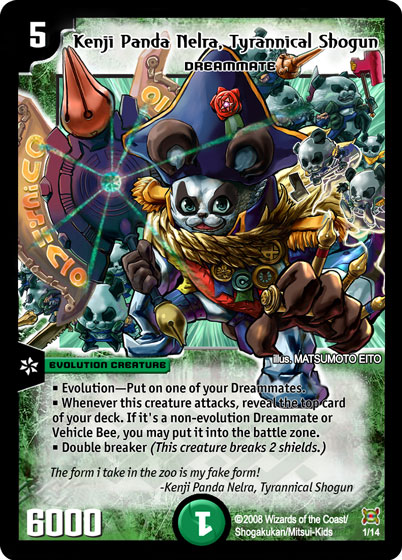 5
Kenji Panda Nelra, Tyrannical Shogun
DREAMMATE
illus. MATSUMOTO EITO
EVOLUTION CREATURE
▪ Evolution—Put on one of your Dreammates.
▪ Whenever this creature attacks, reveal the top card
of your deck. If it's a non-evolution Dreammate or
Vehicle Bee, you may put it into the battle zone.
▪ Double breaker (This creature breaks 2 shields.)
The form i take in the zoo is my fake form!
-Kenji Panda Nelra, Tyrannical Shogun
6000
1
©2008 Wizards of the Coast/
Shogakukan/Mitsui-Kids
1/14